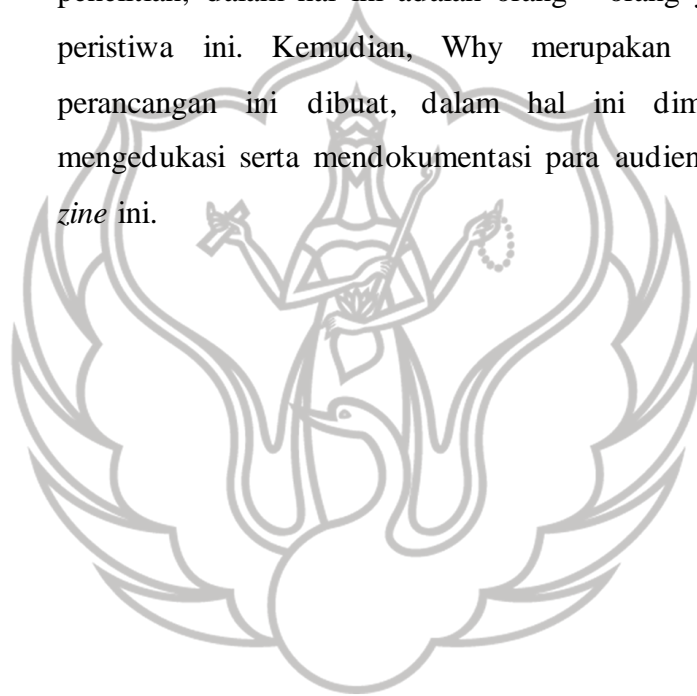 dalam hal ini adalah orang – orang
peristiwa ini. Kemudian, Why merupakan
perancangan ini dibuat, dalam hal ini
mengedukasi serta mendokumentasi para
zine ini.